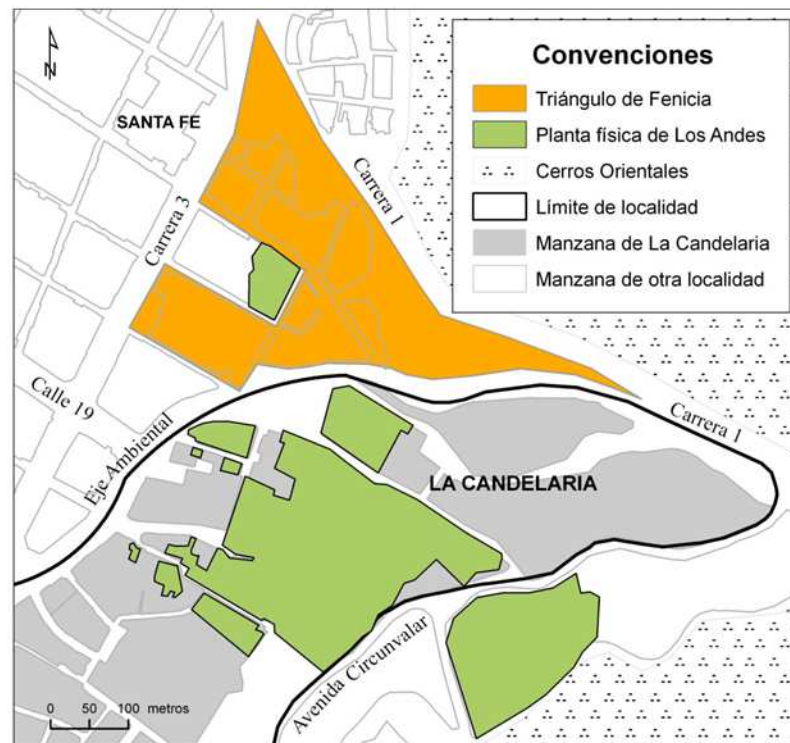 Convenciones
Triángulo de Fenicia
Planta física de Los Andes
Cerros Orientales
Límite de localidad
Manzana de La Candelaria
Manzana de otra localidad
N
SANTA FE
Carrera 3
Carrera 1
Calle 19
Eje Ambiental
Carrera 1
LA CANDELARIA
Avenida Circunvalar
0 50 100 metros